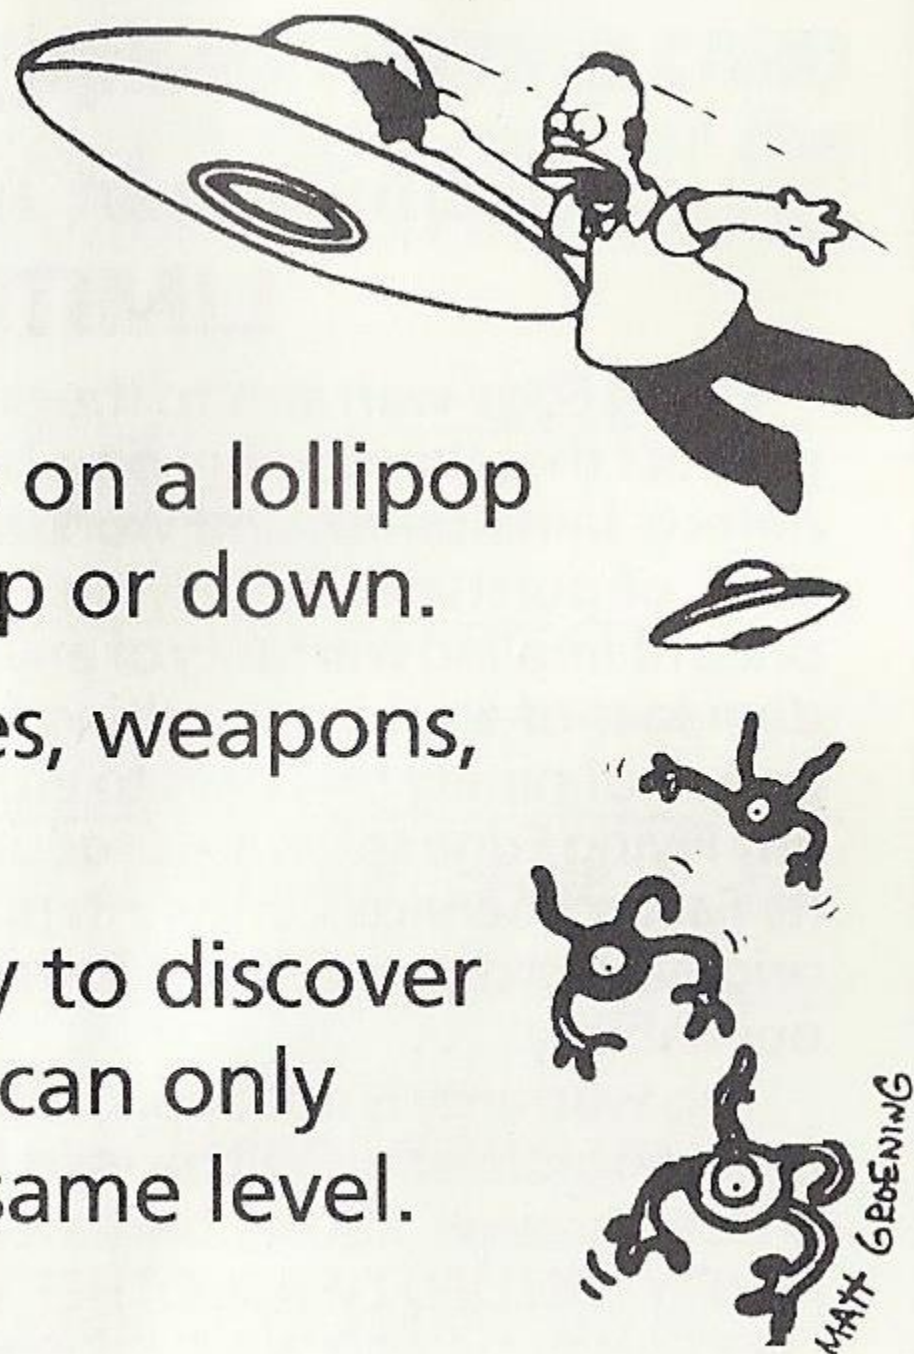 on a lollipop
p or down.
es, weapons,
y to discover
can only
same level.
MATT GROENING